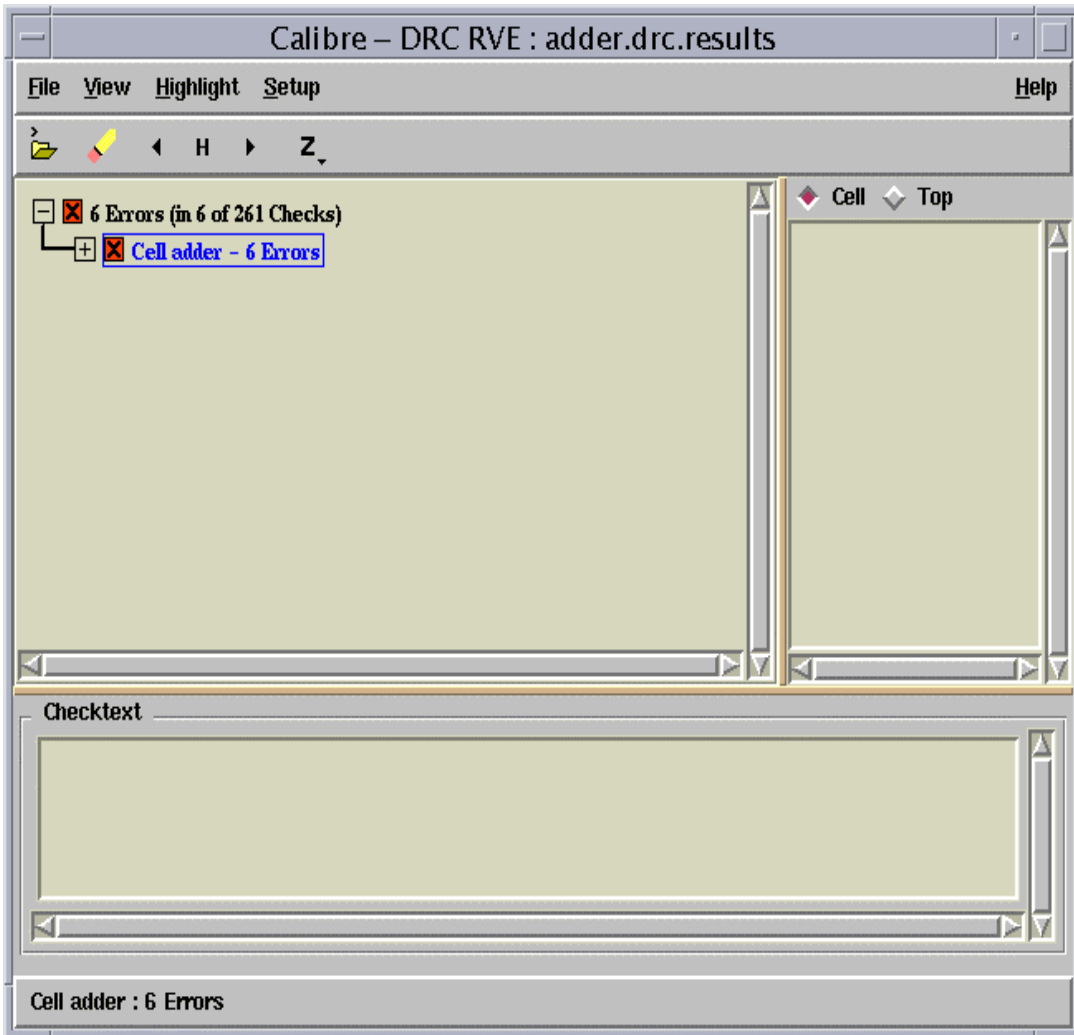 Calibre – DRC RVE : adder.drc.results
File View Highlight Setup Help
H Z
6 Errors (in 6 of 261 Checks)
Cell adder - 6 Errors
Cell Top
Checktext
Cell adder : 6 Errors